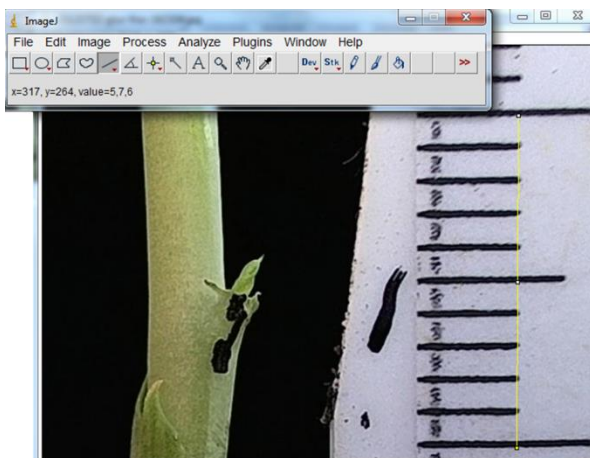 ImageJ
File Edit Image Process Analyze Plugins Window Help
A Dev Stk >>
x=317, y=264, value=5,7,6